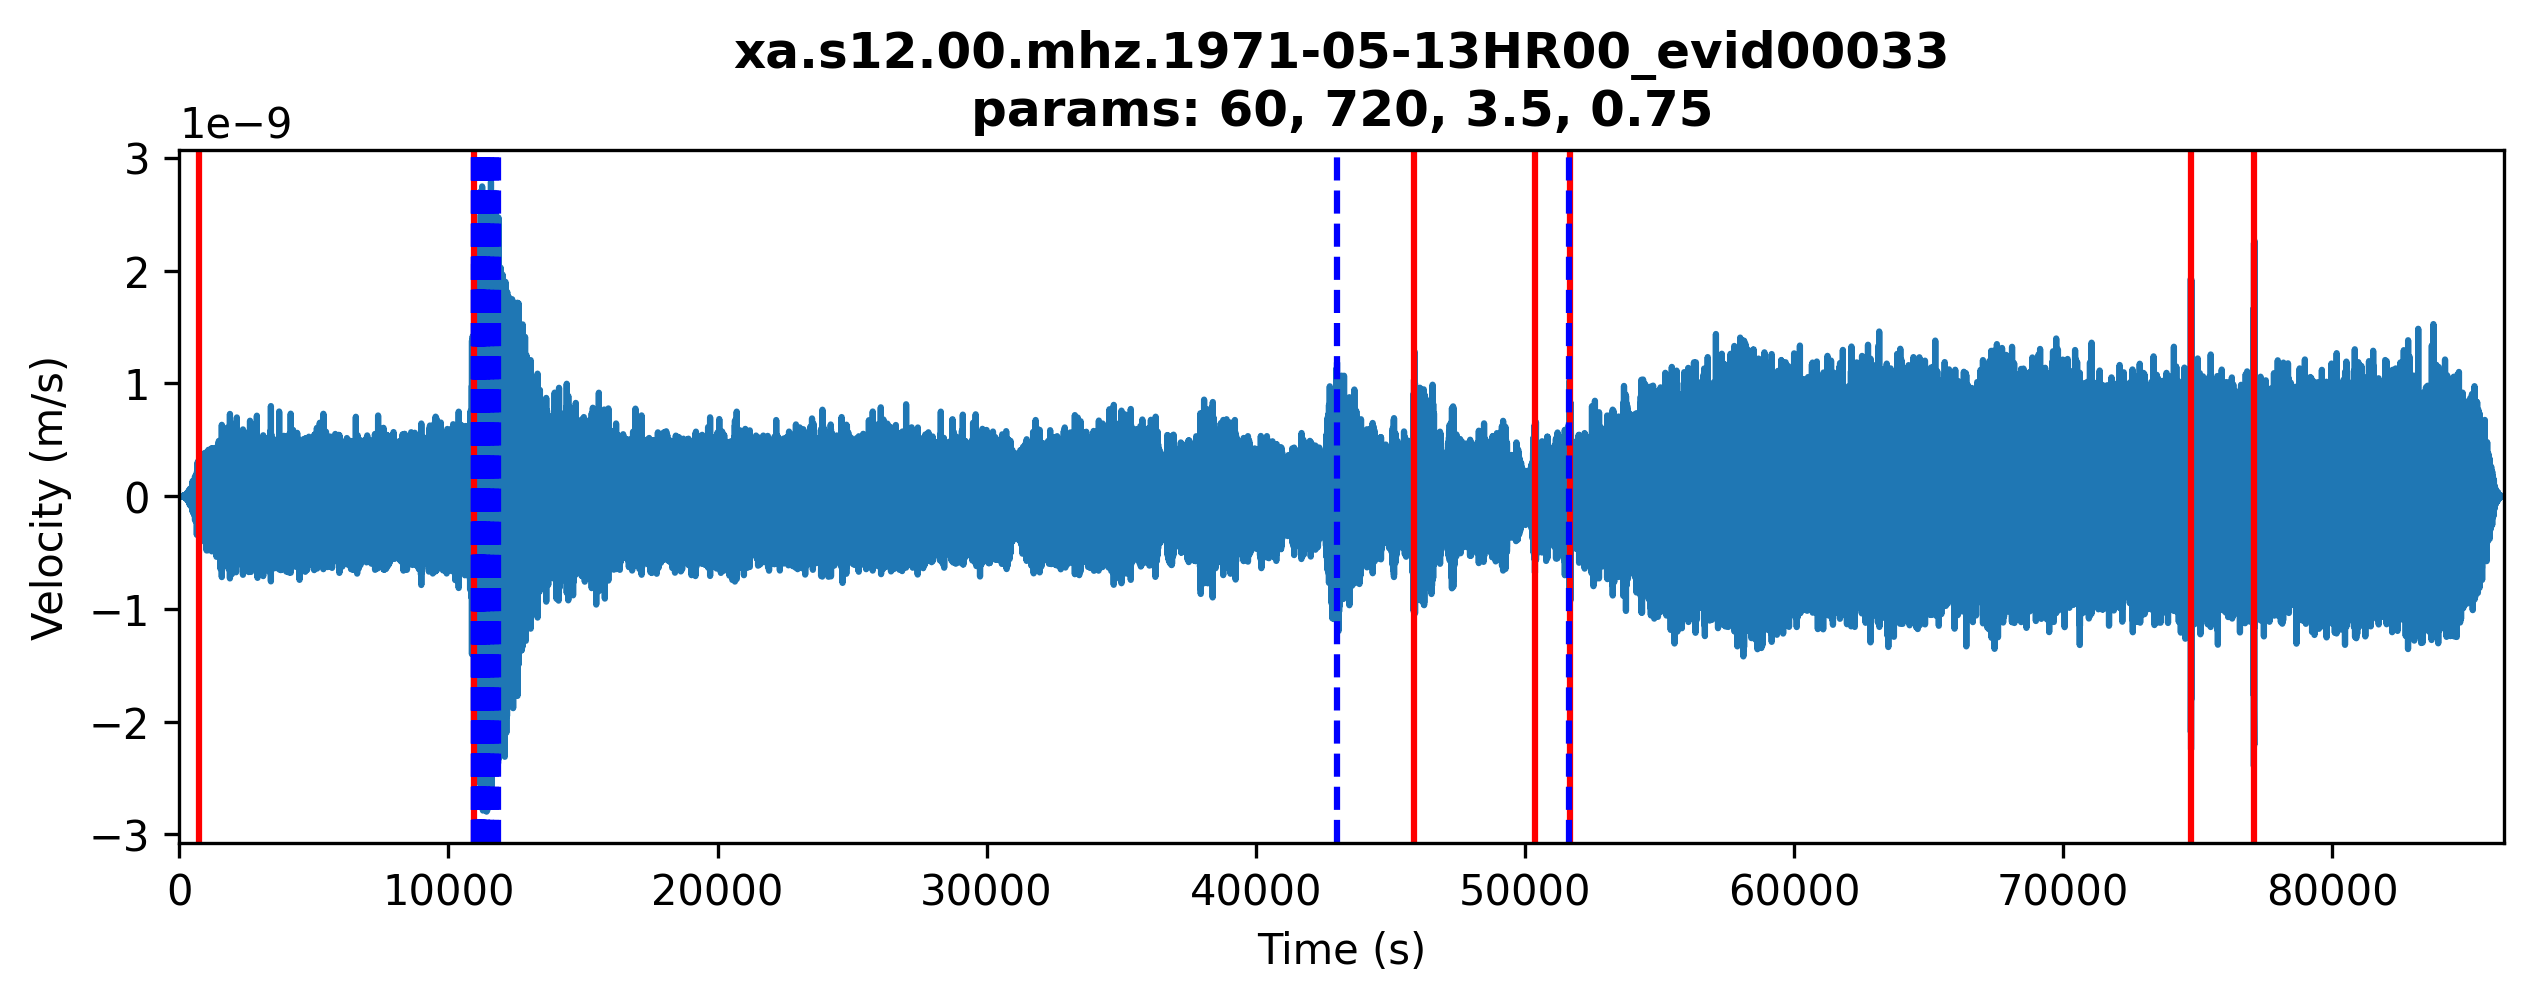 xa.s12.00.mhz.1971-05-13HR00_evid00033
params: 60, 720, 3.5, 0.75
1e−9
3
2
1
0
−1
−2
−3
Velocity (m/s)
0 10000 20000 30000 40000 50000 60000 70000 80000
Time (s)